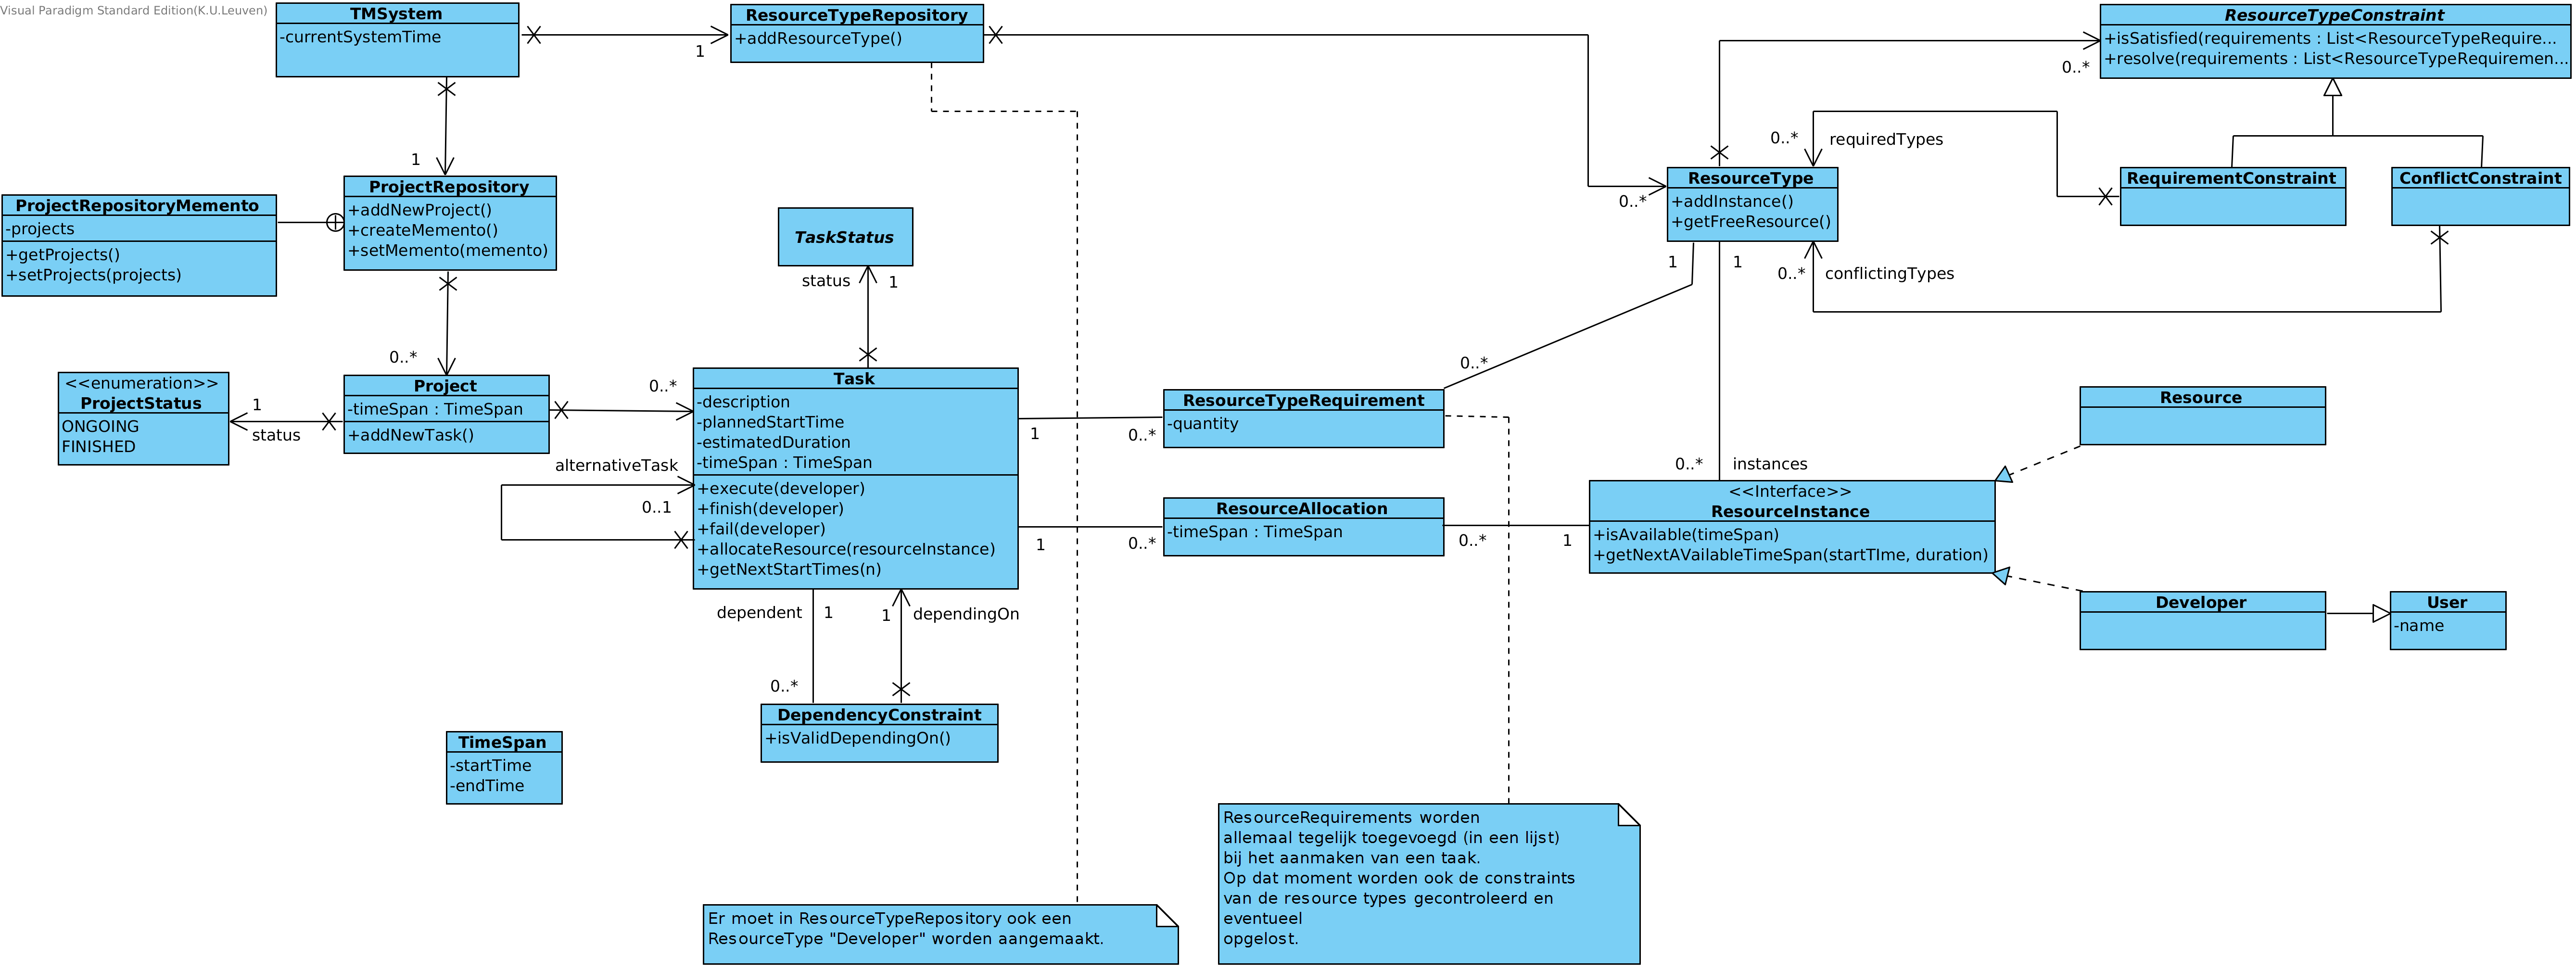 Visual Paradigm Standard Edition(K.U.Leuven)
TMSystem
-currentSystemTime
1
ResourceTypeRepository
+addResourceType()
ResourceTypeConstraint
+isSatisfied(requirements : List<ResourceTypeRequire...
+resolve(requirements : List<ResourceTypeRequiremen...
0..*
0..*
requiredTypes
1
ProjectRepositoryMemento
-projects
+getProjects()
+setProjects(projects)
ProjectRepository
+addNewProject()
+createMemento()
+setMemento(memento)
TaskStatus
status
1
0..*
ResourceType
+addInstance()
+getFreeResource()
RequirementConstraint
ConflictConstraint
1
1
0..*
conflictingTypes
0..*
<<enumeration>>
ProjectStatus
ONGOING
FINISHED
1
status
Project
-timeSpan : TimeSpan
+addNewTask()
0..*
Task
-description
-plannedStartTime
-estimatedDuration
-timeSpan : TimeSpan
+execute(developer)
+finish(developer)
+fail(developer)
+allocateResource(resourceInstance)
+getNextStartTimes(n)
alternativeTask
0..1
1
0..*
0..*
ResourceTypeRequirement
-quantity
1
0..*
ResourceAllocation
-timeSpan : TimeSpan
0..*
1
0..*
instances
<<Interface>>
ResourceInstance
+isAvailable(timeSpan)
+getNextAVailableTimeSpan(startTIme, duration)
Resource
Developer
User
-name
dependent
1
1
dependingOn
0..*
DependencyConstraint
+isValidDependingOn()
TimeSpan
-startTime
-endTime
Er moet in ResourceTypeRepository ook een
ResourceType "Developer" worden aangemaakt.
ResourceRequirements worden
allemaal tegelijk toegevoegd (in een lijst)
bij het aanmaken van een taak.
Op dat moment worden ook de constraints
van de resource types gecontroleerd en
eventueel
opgelost.